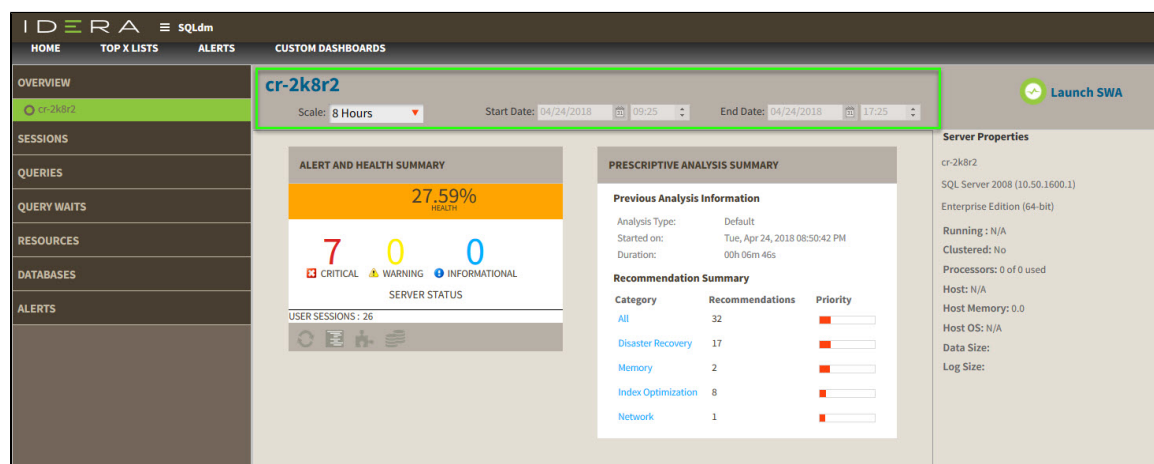 IDERA ≡ SQLdm
HOME TOP X LISTS ALERTS CUSTOM DASHBOARDS
OVERVIEW
cr-2k8r2
SESSIONS
QUERIES
QUERY WAITS
RESOURCES
DATABASES
ALERTS
cr-2k8r2
Scale: 8 Hours Start Date: 04/24/2018 09:25 End Date: 04/24/2018 17:25
Launch SWA
ALERT AND HEALTH SUMMARY
27.59%
HEALTH
7 0 0
CRITICAL WARNING INFORMATIONAL
SERVER STATUS
USER SESSIONS : 26
PRESCRIPTIVE ANALYSIS SUMMARY
Previous Analysis Information
Analysis Type: Default
Started on: Tue, Apr 24, 2018 08:50:42 PM
Duration: 00h 06m 46s
Recommendation Summary
Category Recommendations Priority
All 32
Disaster Recovery 17
Memory 2
Index Optimization 8
Network 1
Server Properties
cr-2k8r2
SQL Server 2008 (10.50.1600.1)
Enterprise Edition (64-bit)
Running : N/A
Clustered: No
Processors: 0 of 0 used
Host: N/A
Host Memory: 0.0
Host OS: N/A
Data Size:
Log Size: